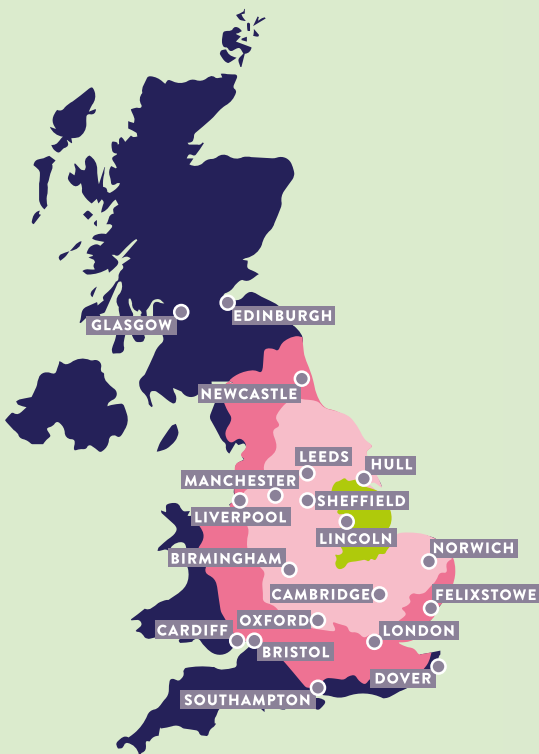 EDINBURGH
GLASGOW
NEWCASTLE
LEEDS
HULL
MANCHESTER
SHEFFIELD
LIVERPOOL
LINCOLN
NORWICH
BIRMINGHAM
CAMBRIDGE
FELIXSTOWE
OXFORD
CARDIFF
LONDON
BRISTOL
DOVER
SOUTHAMPTON